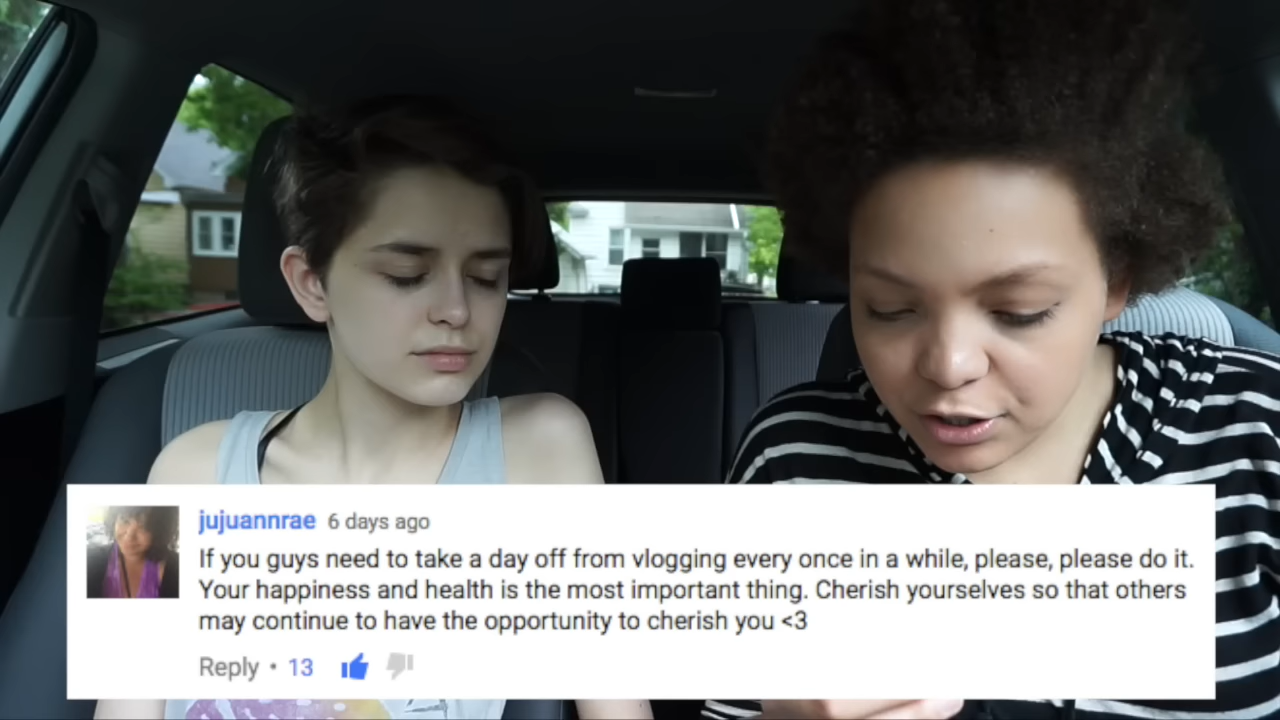 jujuannrae 6 days ago
If you guys need to take a day off from vlogging every once in a while, please, please do it.
Your happiness and health is the most important thing. Cherish yourselves so that others
may continue to have the opportunity to cherish you <3
Reply • 13